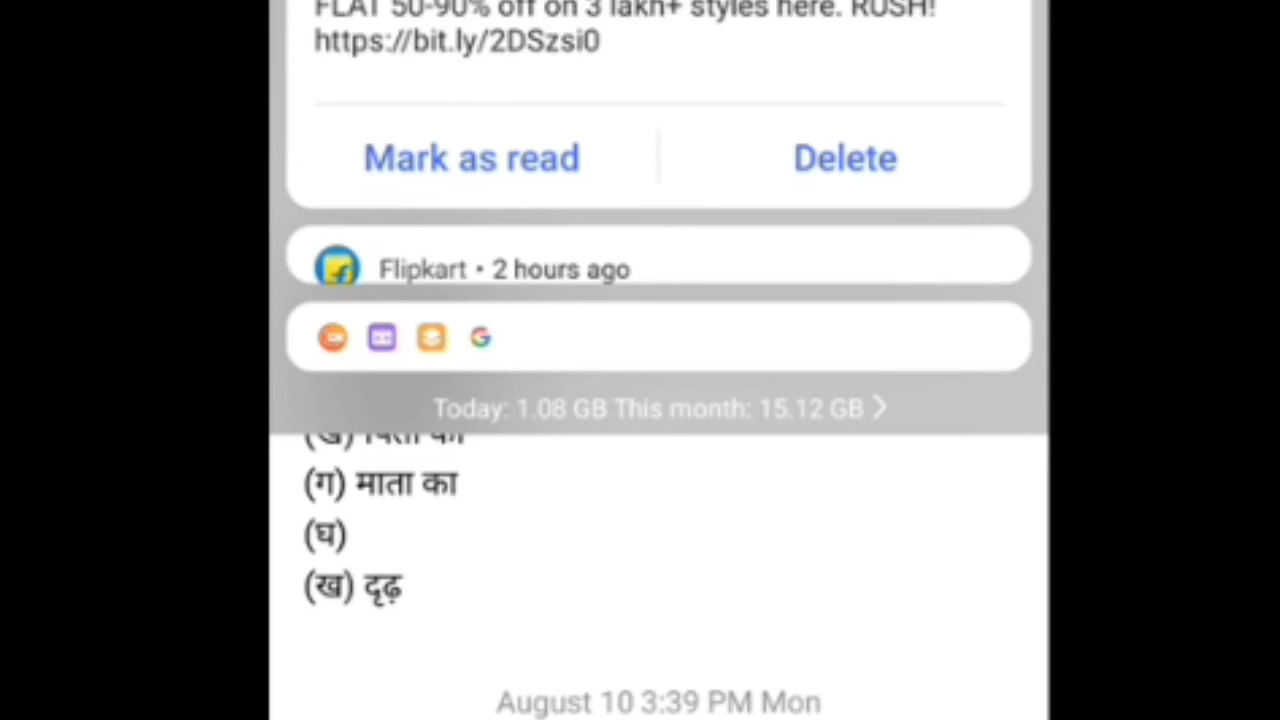 FLAT 50-90% off on 3 lakh+ styles here. RUSH!
https://bit.ly/2DSzsi0
Mark as read
Delete
Flipkart • 2 hours ago
Today: 1.08 GB This month: 15.12 GB
(ख) पिता का
(ग) माता का
(घ)
(ख) दृढ़
August 10 3:39 PM Mon